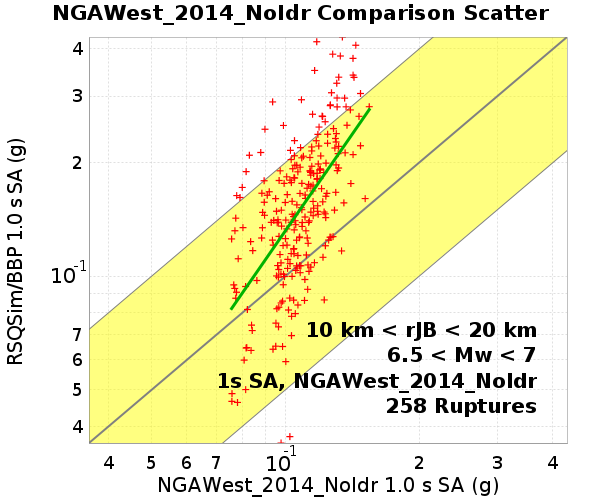 NGAWest_2014_NoIdr Comparison Scatter
RSQSim/BBP 1.0 s SA (g)
4
3
2
10-1
7
6
5
4
10 km < rJB < 20 km
6.5 < Mw < 7
1s SA, NGAWest_2014_NoIdr
258 Ruptures
4 5 6 7 10-1 2 3 4
NGAWest_2014_NoIdr 1.0 s SA (g)